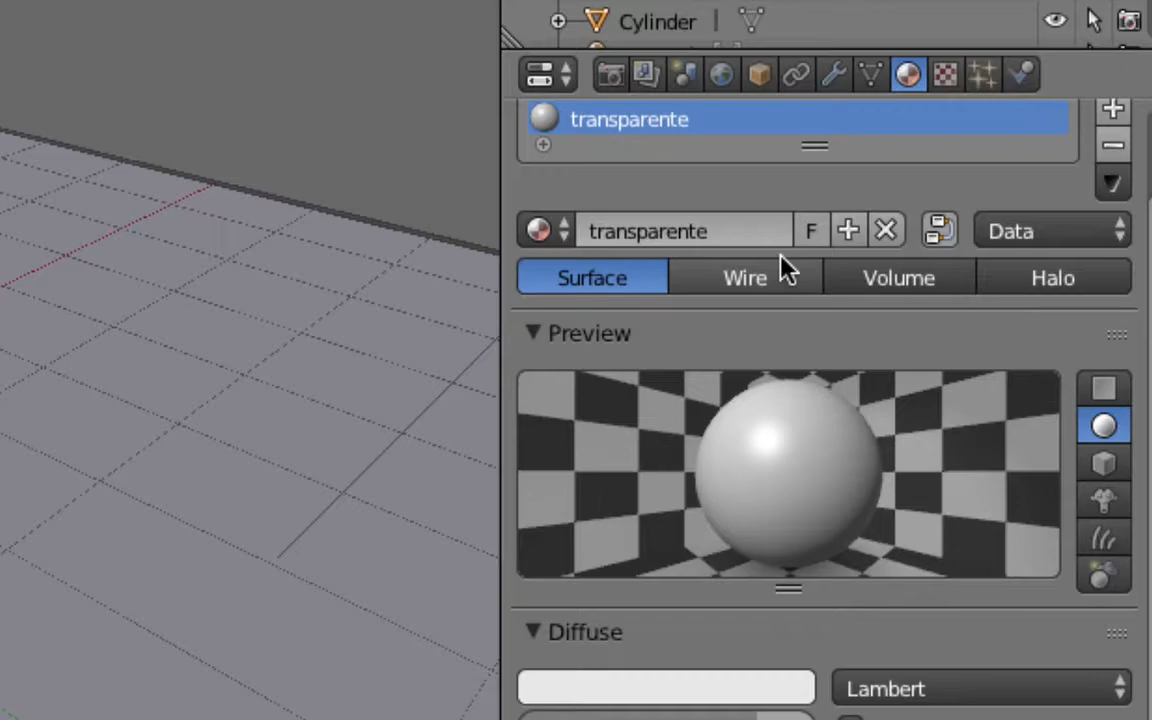 Cylinder
transparente
transparente F Data
Surface Wire Volume Halo
Preview
Diffuse
Lambert